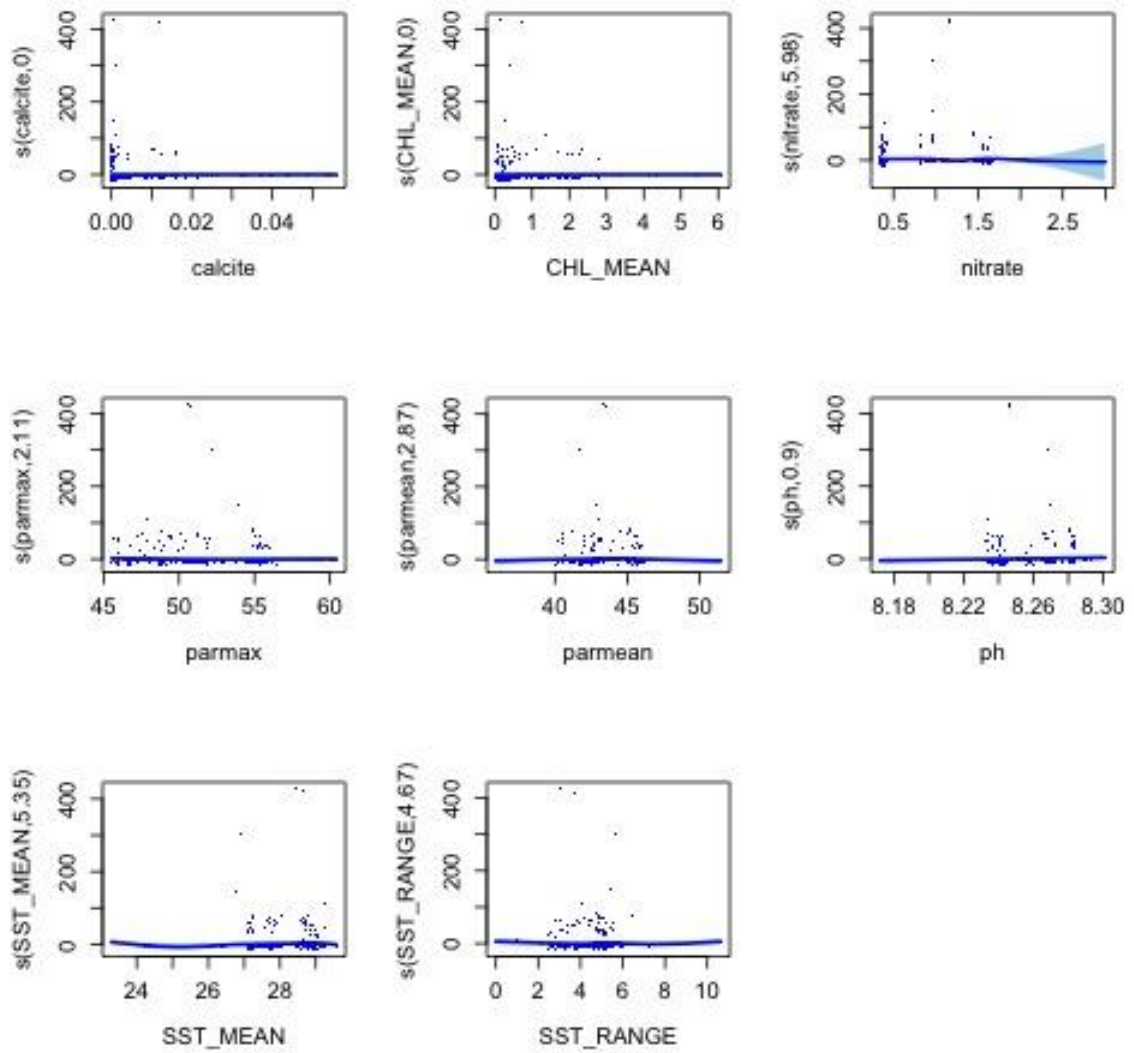 s(calcite,0)
400
200
0
0.00 0.02 0.04
calcite
s(CHL_MEAN,0)
400
200
0
0 1 2 3 4 5 6
CHL_MEAN
s(nitrate,5.98)
400
200
0
0.5 1.5 2.5
nitrate
s(parmax,2.11)
400
200
0
45 50 55 60
parmax
s(parmean,2.87)
400
200
0
40 45 50
parmean
s(ph,0.9)
400
200
0
8.18 8.22 8.26 8.30
ph
s(SST_MEAN,5.35)
400
200
0
24 26 28
SST_MEAN
s(SST_RANGE,4.67)
400
200
0
0 2 4 6 8 10
SST_RANGE